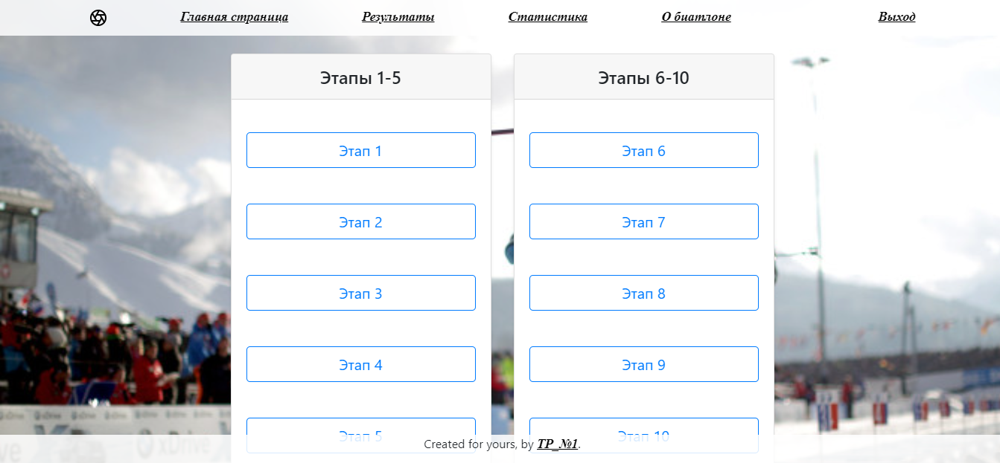 Главная страница Результаты Статистика О биатлоне Выход
Этапы 1-5
Этап 1
Этап 2
Этап 3
Этап 4
Этап 5
Этапы 6-10
Этап 6
Этап 7
Этап 8
Этап 9
Этап 10
xDrive
Created for yours, by TP_№1.